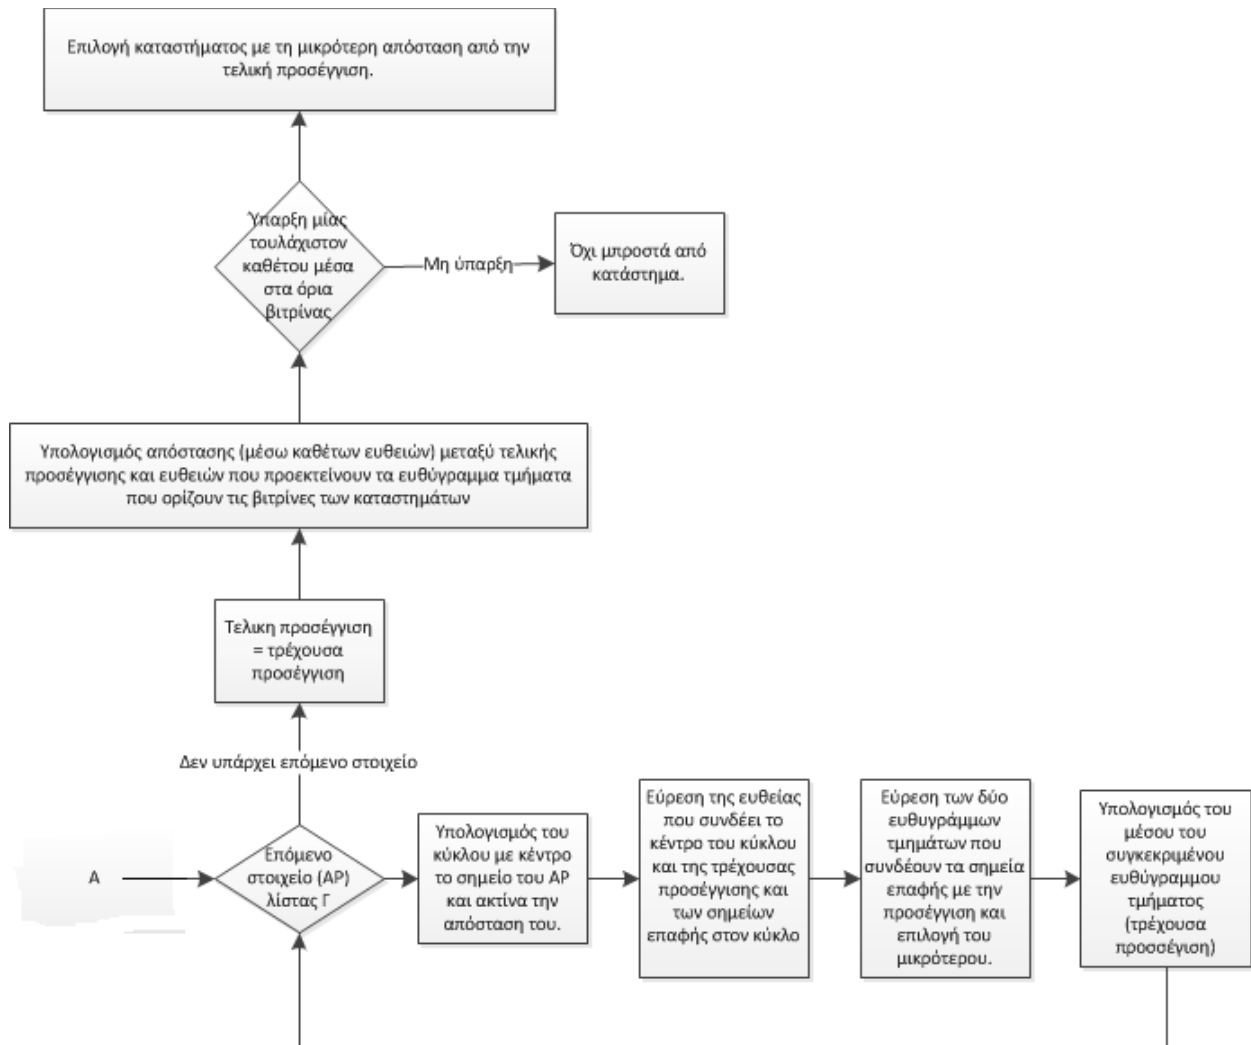 Επιλογή καταστήματος με τη μικρότερη απόσταση από την
τελική προσέγγιση.
Ύπαρξη μίας
τουλάχιστον
καθέτου μέσα
στα όρια
βιτρίνας
Μη ύπαρξη
Όχι μπροστά από
κατάστημα.
Υπολογισμός απόστασης (μέσω καθέτων ευθειών) μεταξύ τελικής
προσέγγισης και ευθειών που προεκτείνουν τα ευθύγραμμα τμήματα
που ορίζουν τις βιτρίνες των καταστημάτων
Τελικη προσέγγιση
= τρέχουσα
προσέγγιση
Δεν υπάρχει επόμενο στοιχείο
Α
Επόμενο
στοιχείο (AP)
λίστας Γ
Υπολογισμός του
κύκλου με κέντρο
το σημείο του AP
και ακτίνα την
απόσταση του.
Εύρεση της ευθείας
που συνδέει το
κέντρο του κύκλου
και της τρέχουσας
προσέγγισης και
των σημείων
επαφής στον κύκλο
Εύρεση των δύο
ευθυγράμμων
τμημάτων που
συνδέουν τα σημεία
επαφής με την
προσέγγιση και
επιλογή του
μικρότερου.
Υπολογισμός του
μέσου του
συγκεκριμένου
ευθύγραμμου
τμήματος
(τρέχουσα
προσσέγιση)